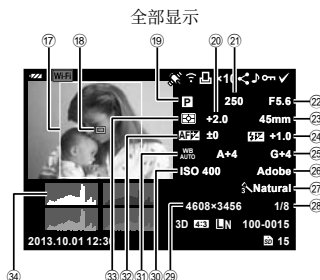 全部显示
⑰ ⑱ ⑲ ⑳ ㉑
Wi-Fi ×10
P 250 F5.6 ㉒
+2.0 45mm ㉓
AF ±0 +1.0 ㉔
WB AUTO A+4 G+4 ㉕
ISO 400 Adobe ㉖
Natural ㉗
4608×3456 1/8 ㉘
3D 4:3 LN 100-0015
2013.10.01 12:30 15
㉞ ㉝ ㉜ ㉛ ㉚ ㉙